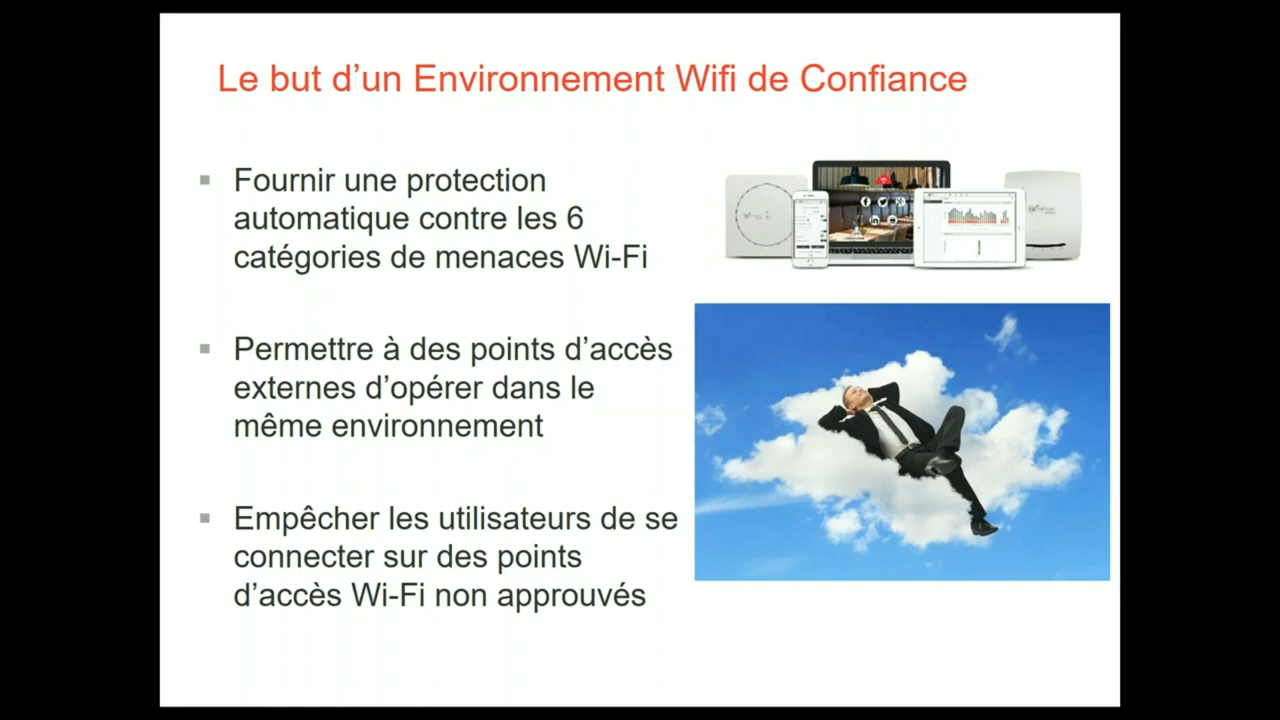 Le but d’un Environnement Wifi de Confiance
Fournir une protection
automatique contre les 6
catégories de menaces Wi-Fi
Permettre à des points d’accès
externes d’opérer dans le
même environnement
Empêcher les utilisateurs de se
connecter sur des points
d’accès Wi-Fi non approuvés